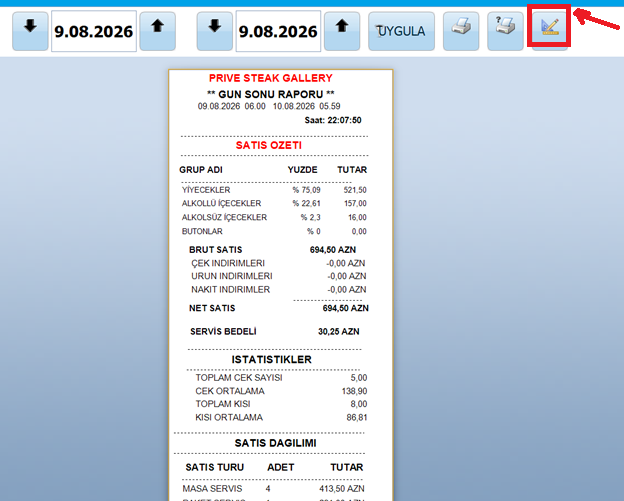 9.08.2026 9.08.2026 UYGULA ?
PRIVE STEAK GALLERY
** GUN SONU RAPORU **
09.08.2026 06.00 10.08.2026 05.59
Saat: 22:07:50
SATIS OZETI
GRUP ADI YUZDE TUTAR
YİYECEKLER % 75,09 521,50
ALKOLLÜ İÇECEKLER % 22,61 157,00
ALKOLSÜZ İÇECEKLER % 2,3 16,00
BUTONLAR % 0 0,00
BRUT SATIS 694,50 AZN
ÇEK INDIRIMLERI -0,00 AZN
URUN INDIRIMLERI -0,00 AZN
NAKIT INDIRIMLER -0,00 AZN
NET SATIS 694,50 AZN
SERVİS BEDELİ 30,25 AZN
ISTATISTIKLER
TOPLAM CEK SAYISI 5,00
CEK ORTALAMA 138,90
TOPLAM KISI 8,00
KISI ORTALAMA 86,81
SATIS DAGILIMI
SATIS TURU ADET TUTAR
MASA SERVIS 4 413,50 AZN